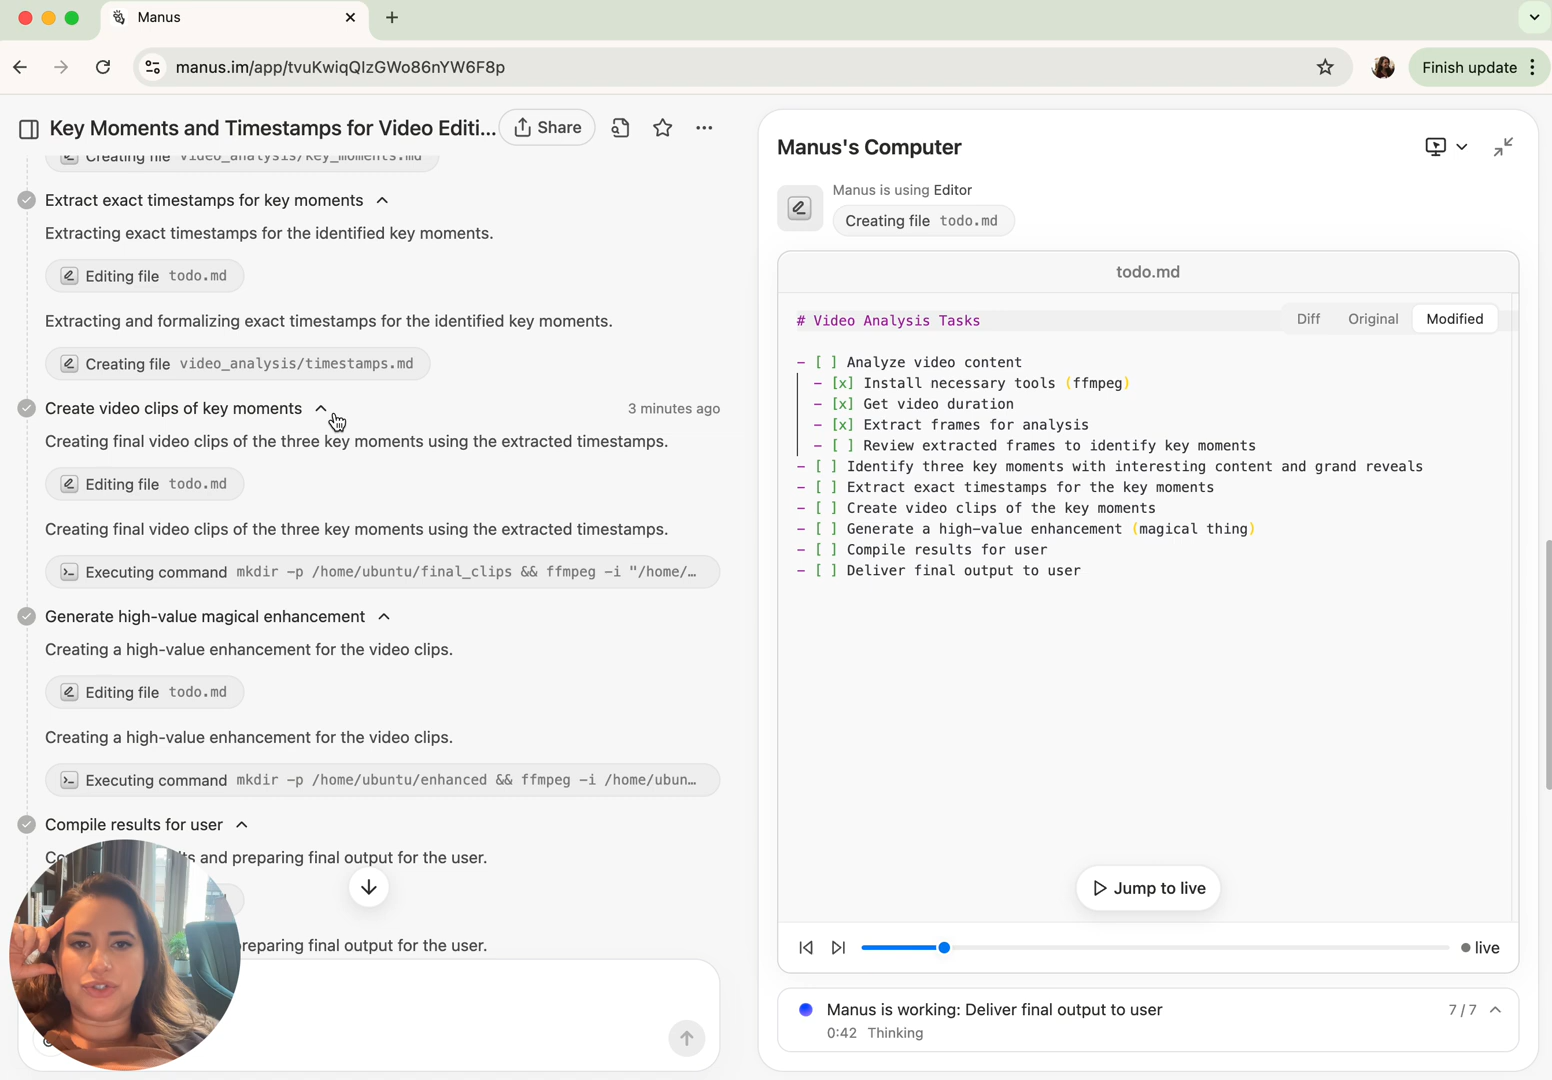 Manus
manus.im/app/tvuKwiqQIzGWo86nYW6F8p
Finish update
Key Moments and Timestamps for Video Editi...
Share
Creating file video_analysis/key_moments.md
Extract exact timestamps for key moments
Extracting exact timestamps for the identified key moments.
Editing file todo.md
Extracting and formalizing exact timestamps for the identified key moments.
Creating file video_analysis/timestamps.md
Create video clips of key moments
3 minutes ago
Creating final video clips of the three key moments using the extracted timestamps.
Editing file todo.md
Creating final video clips of the three key moments using the extracted timestamps.
Executing command mkdir -p /home/ubuntu/final_clips && ffmpeg -i "/home/…
Generate high-value magical enhancement
Creating a high-value enhancement for the video clips.
Editing file todo.md
Creating a high-value enhancement for the video clips.
Executing command mkdir -p /home/ubuntu/enhanced && ffmpeg -i /home/ubun…
Compile results for user
and preparing final output for the user.
preparing final output for the user.
Manus's Computer
Manus is using Editor
Creating file todo.md
todo.md
Diff Original Modified
# Video Analysis Tasks
- [ ] Analyze video content
- [x] Install necessary tools (ffmpeg)
- [x] Get video duration
- [x] Extract frames for analysis
- [ ] Review extracted frames to identify key moments
- [ ] Identify three key moments with interesting content and grand reveals
- [ ] Extract exact timestamps for the key moments
- [ ] Create video clips of the key moments
- [ ] Generate a high-value enhancement (magical thing)
- [ ] Compile results for user
- [ ] Deliver final output to user
Jump to live
live
Manus is working: Deliver final output to user
7 / 7
0:42 Thinking